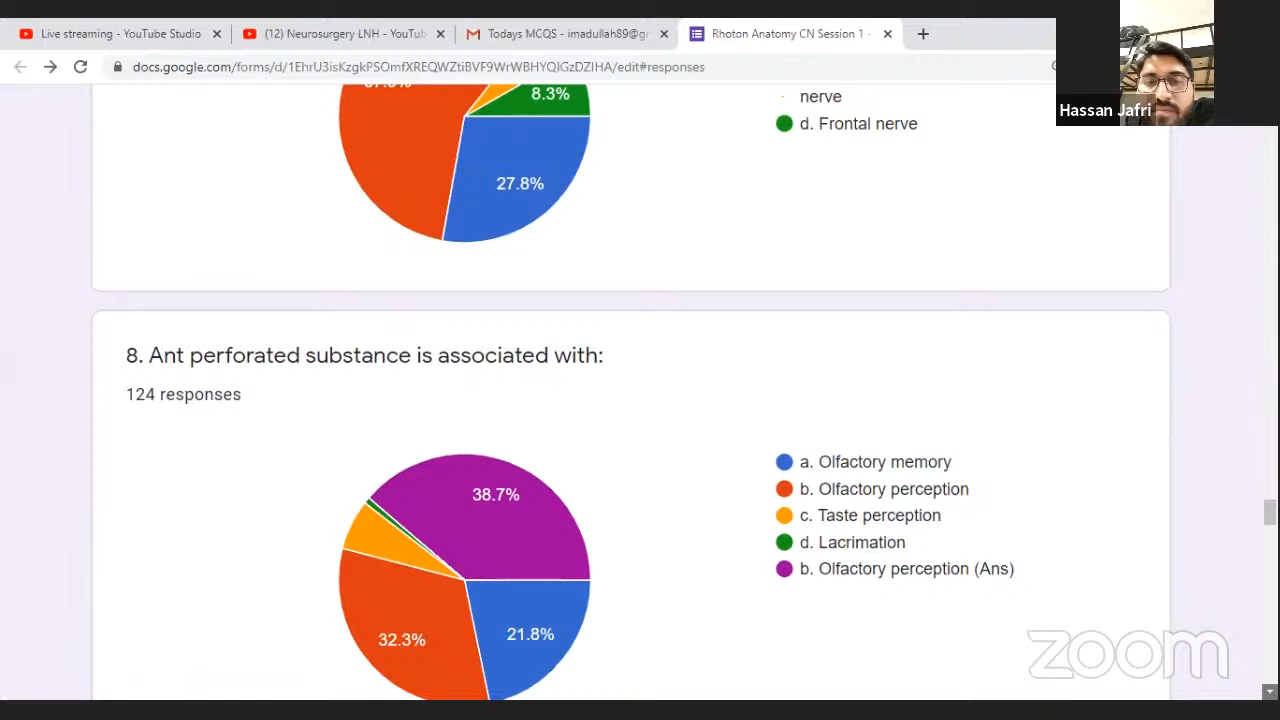 Live streaming - YouTube Studio
(12) Neurosurgery LNH - YouTub
Todays MCQS - imadullah89@g
Rhoton Anatomy CN Session 1 -
docs.google.com/forms/d/1EhrU3isKzgkPSOmfXREQWZtiBVF9WrWBHYQIGzDZIHA/edit#responses
Hassan Jafri
8.3%
nerve
d. Frontal nerve
27.8%
8. Ant perforated substance is associated with:
124 responses
38.7%
32.3%
21.8%
a. Olfactory memory
b. Olfactory perception
c. Taste perception
d. Lacrimation
b. Olfactory perception (Ans)
zoom